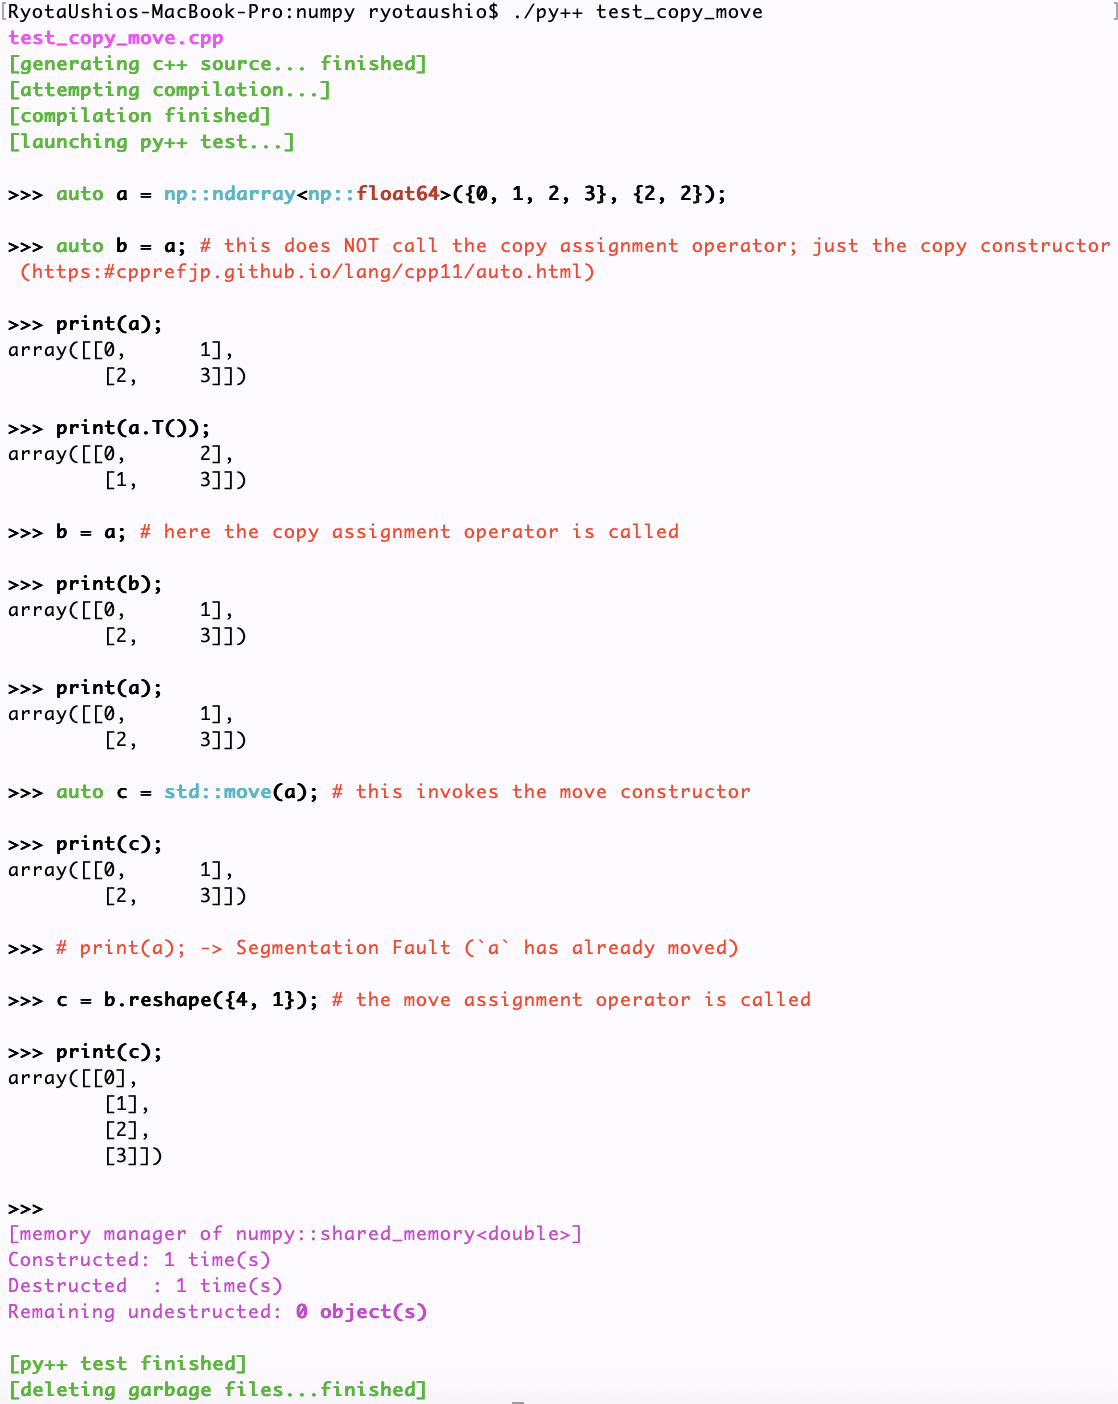 [RyotaUshios-MacBook-Pro:numpy ryotaushio$ ./py++ test_copy_move ]
test_copy_move.cpp
[generating c++ source... finished]
[attempting compilation...]
[compilation finished]
[launching py++ test...]
>>> auto a = np::ndarray<np::float64>({0, 1, 2, 3}, {2, 2});
>>> auto b = a; # this does NOT call the copy assignment operator; just the copy constructor
(https:#cpprefjp.github.io/lang/cpp11/auto.html)
>>> print(a);
array([[0,      1],
        [2,     3]])
>>> print(a.T());
array([[0,      2],
        [1,     3]])
>>> b = a; # here the copy assignment operator is called
>>> print(b);
array([[0,      1],
        [2,     3]])
>>> print(a);
array([[0,      1],
        [2,     3]])
>>> auto c = std::move(a); # this invokes the move constructor
>>> print(c);
array([[0,      1],
        [2,     3]])
>>> # print(a); -> Segmentation Fault (`a` has already moved)
>>> c = b.reshape({4, 1}); # the move assignment operator is called
>>> print(c);
array([[0],
        [1],
        [2],
        [3]])
>>>
[memory manager of numpy::shared_memory<double>]
Constructed: 1 time(s)
Destructed  : 1 time(s)
Remaining undestructed: 0 object(s)
[py++ test finished]
[deleting garbage files...finished]